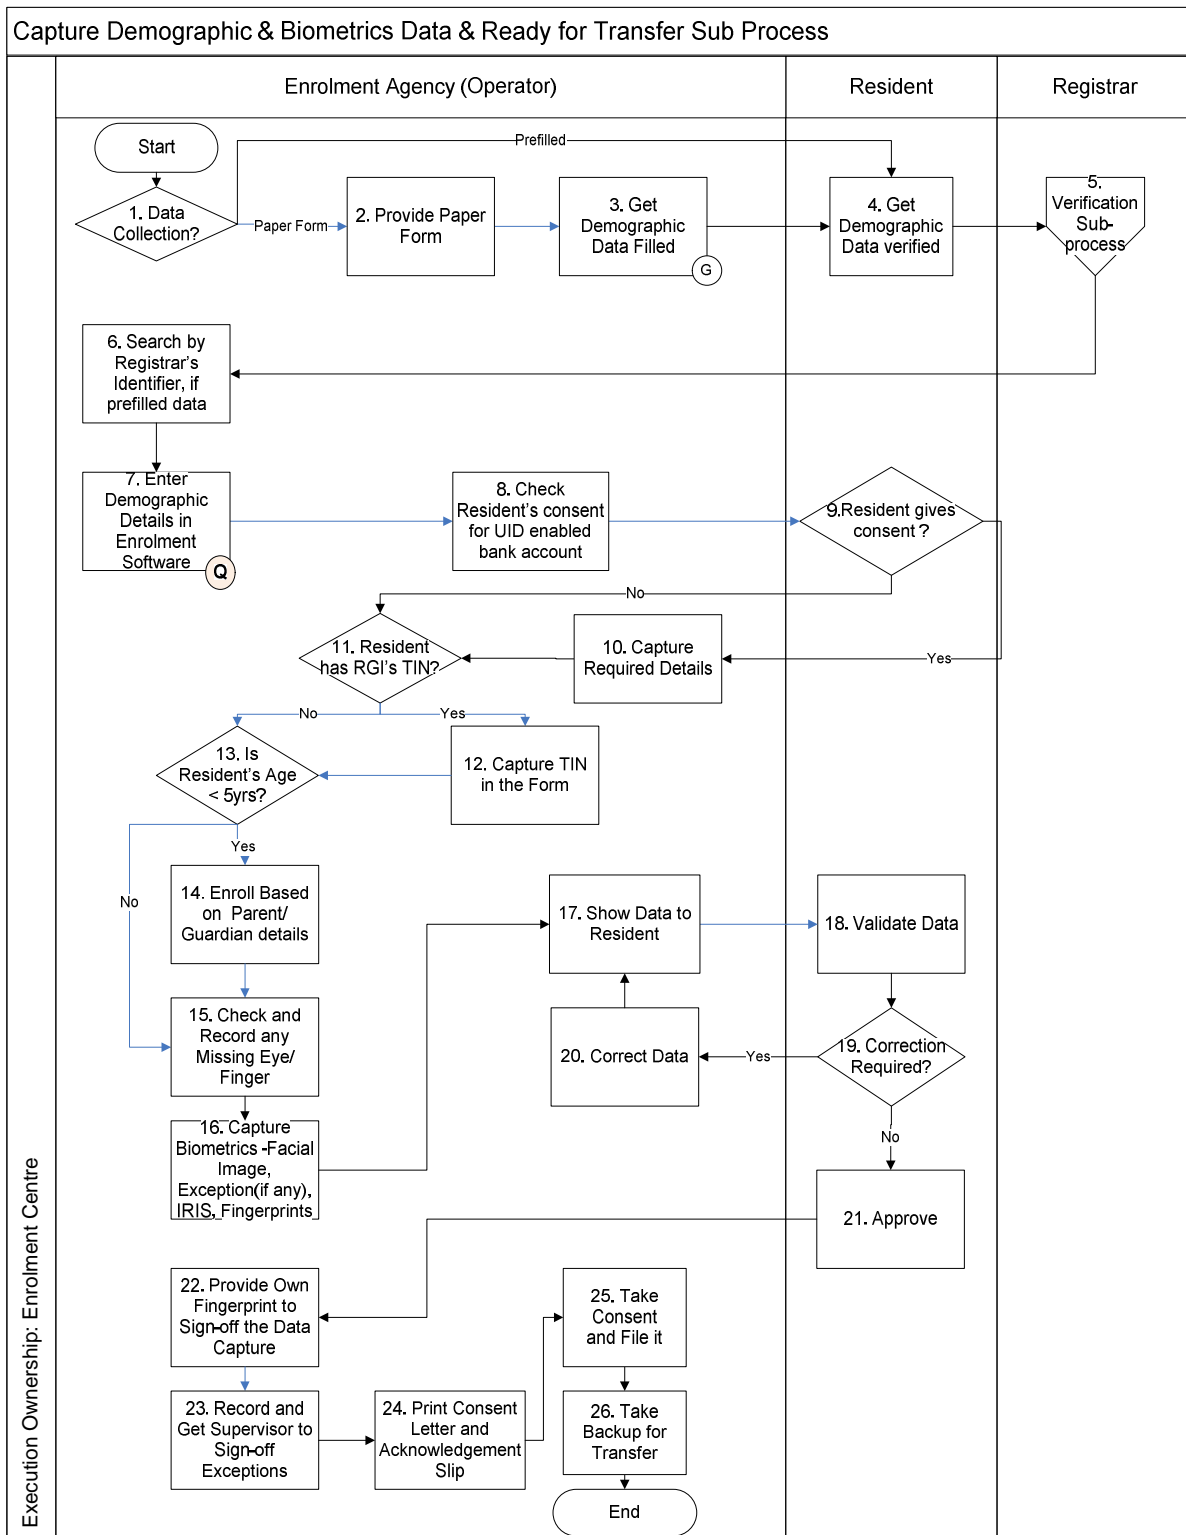 Capture Demographic & Biometrics Data & Ready for Transfer Sub Process
Enrolment Agency (Operator)
Resident
Registrar
Start
Prefilled
1. Data
Collection?
Paper Form
2. Provide Paper
Form
3. Get
Demographic
Data Filled
G
4. Get
Demographic
Data verified
5.
Verification
Sub-
process
6. Search by
Registrar's
Identifier, if
prefilled data
7. Enter
Demographic
Details in
Enrolment
Software
Q
8. Check
Resident's consent
for UID enabled
bank account
9.Resident gives
consent ?
No
Yes
10. Capture
Required Details
11. Resident
has RGI's TIN?
No
Yes
12. Capture TIN
in the Form
13. Is
Resident's Age
< 5yrs?
Yes
No
14. Enroll Based
on Parent/
Guardian details
15. Check and
Record any
Missing Eye/
Finger
16. Capture
Biometrics -Facial
Image,
Exception(if any),
IRIS, Fingerprints
17. Show Data to
Resident
18. Validate Data
19. Correction
Required?
Yes
20. Correct Data
No
21. Approve
22. Provide Own
Fingerprint to
Sign-off the Data
Capture
23. Record and
Get Supervisor to
Sign-off
Exceptions
24. Print Consent
Letter and
Acknowledgement
Slip
25. Take
Consent
and File it
26. Take
Backup for
Transfer
End
Execution Ownership: Enrolment Centre